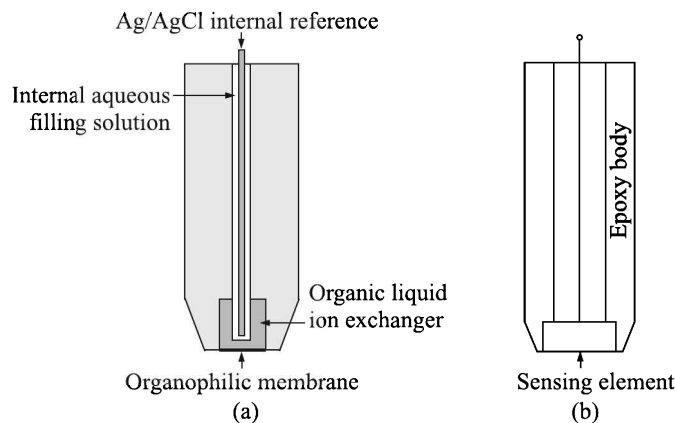 Ag/AgCl internal reference
Internal aqueous
filling solution
Epoxy body
Organic liquid
ion exchanger
Organophilic membrane
Sensing element
(a)
(b)